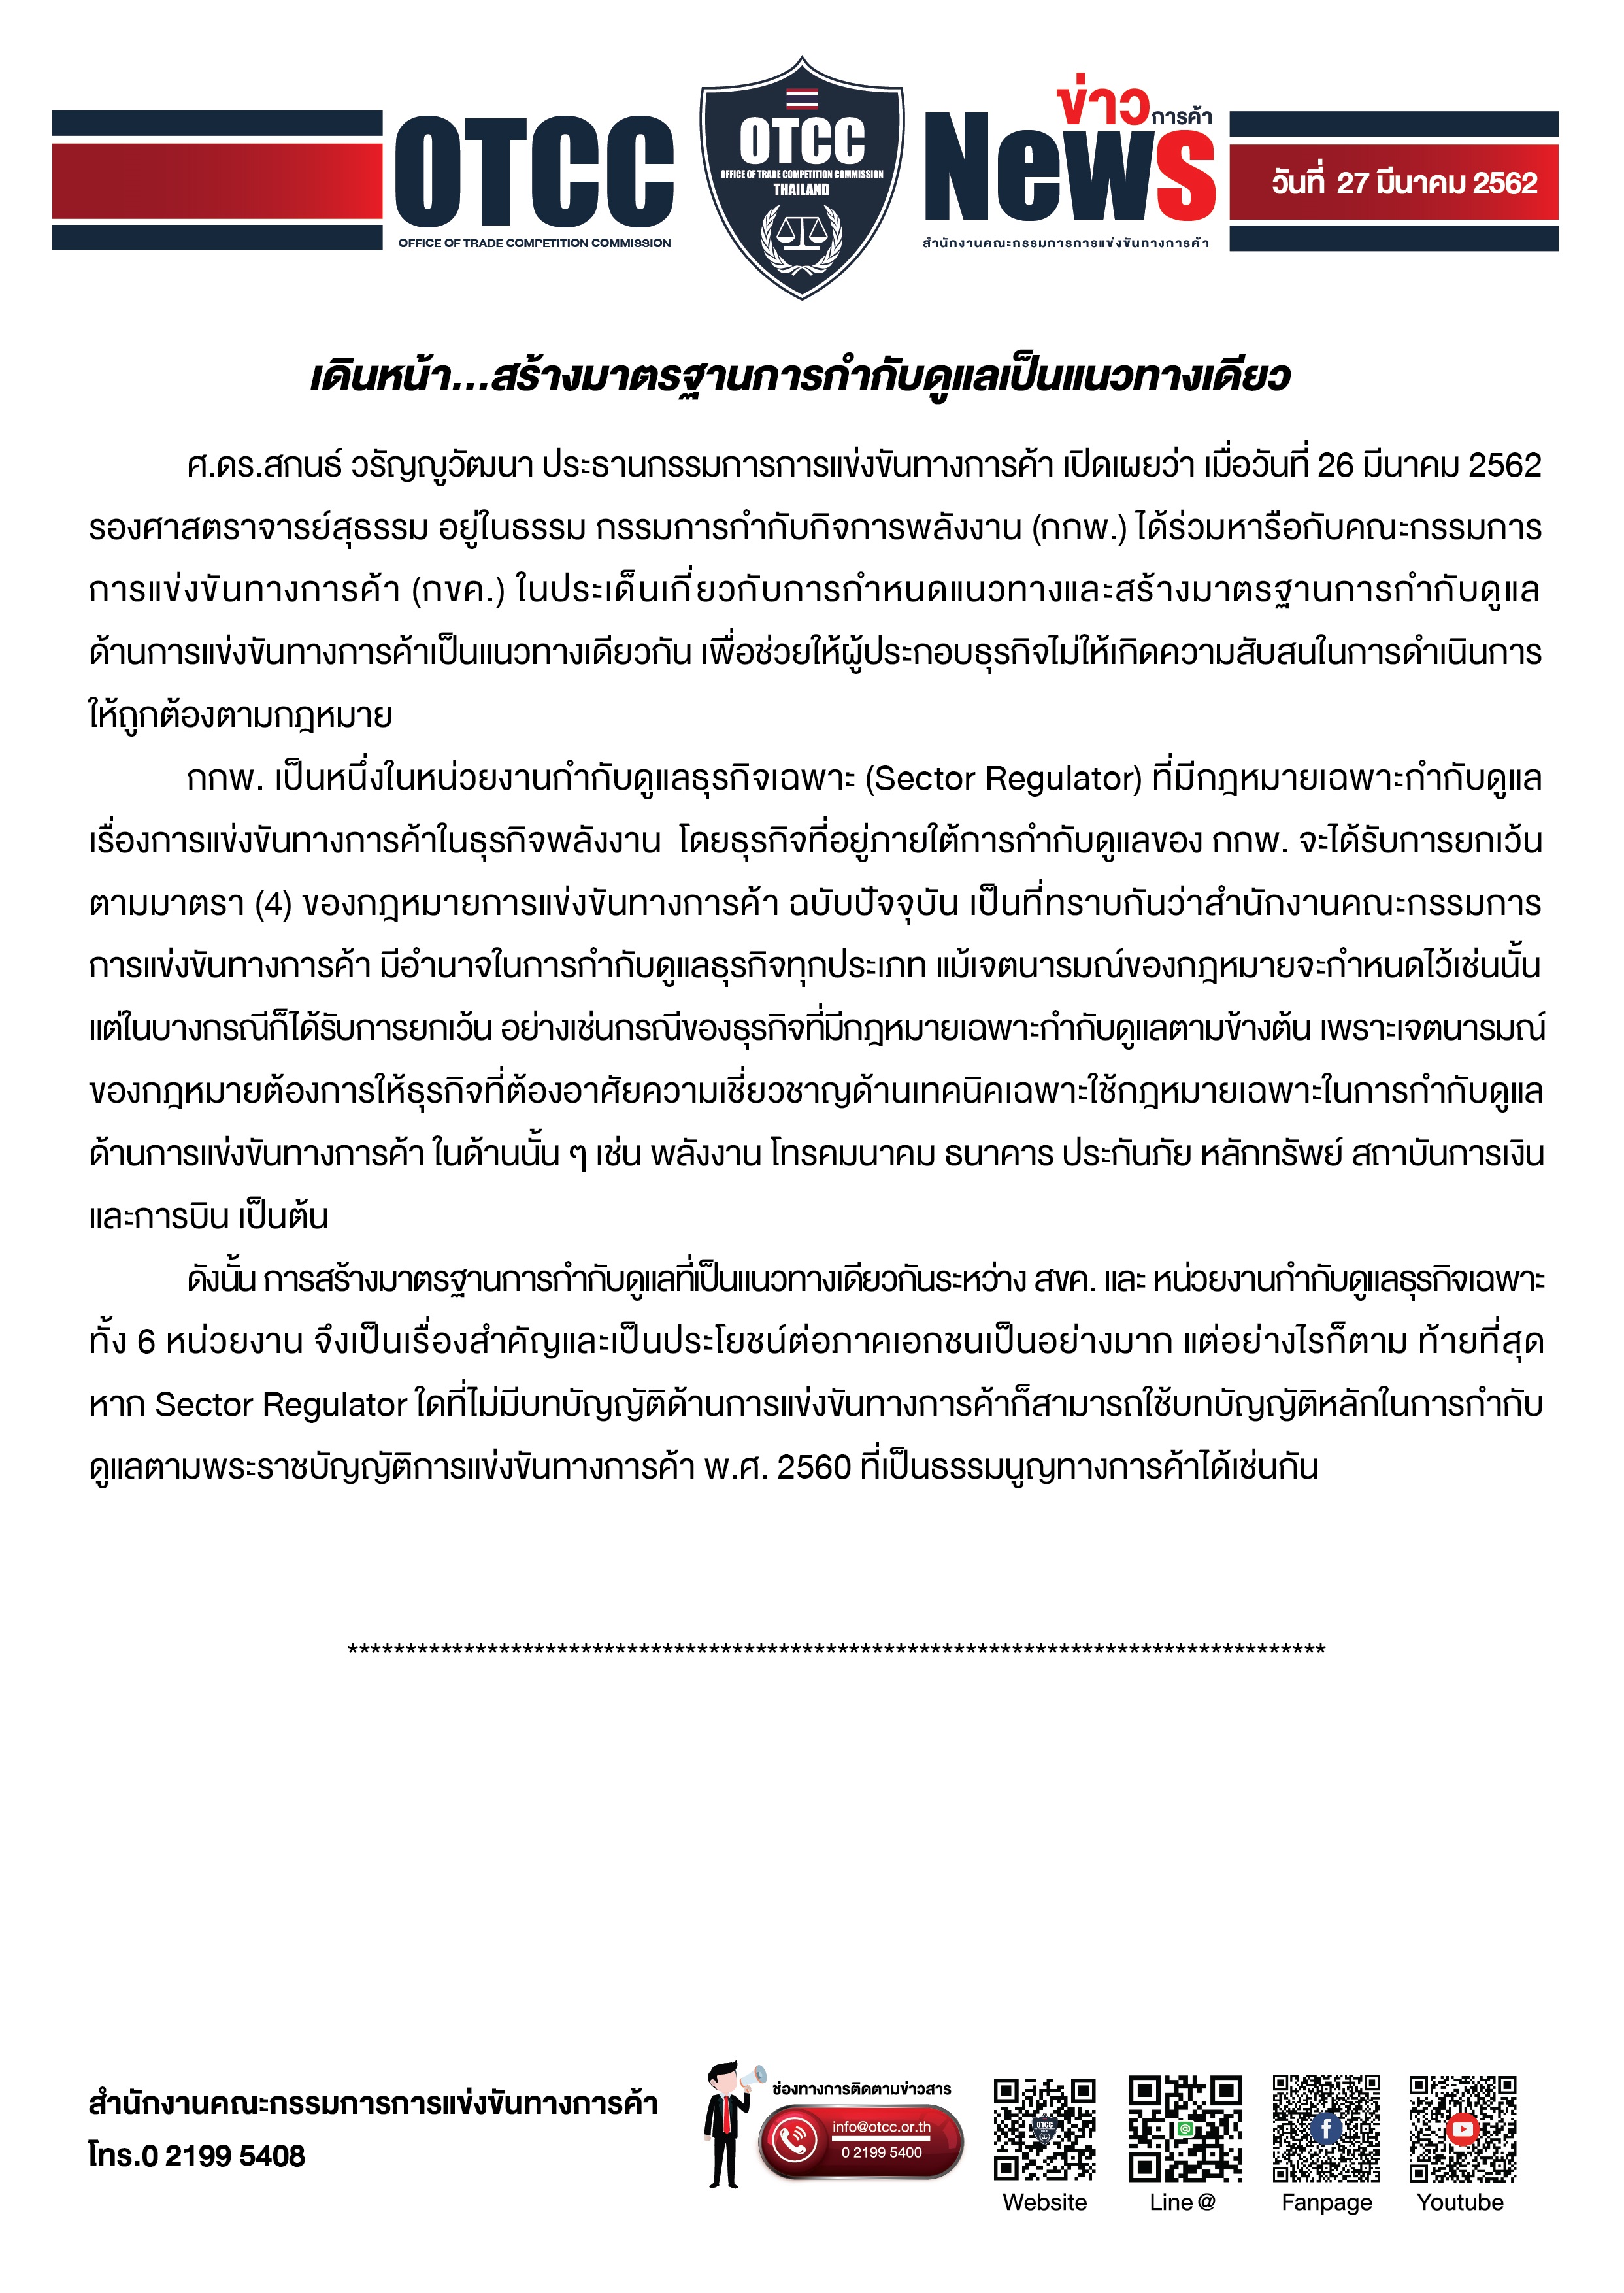 OTCC
OFFICE OF TRADE COMPETITION COMMISSION
OTCC
OFFICE OF TRADE COMPETITION COMMISSION
THAILAND
ข่าวการค้า
News
สำนักงานคณะกรรมการการแข่งขันทางการค้า
วันที่ 27 มีนาคม 2562
เดินหน้า...สร้างมาตรฐานการกำกับดูแลเป็นแนวทางเดียว
ศ.ดร.สกนธ์ วรัญญูวัฒนา ประธานกรรมการการแข่งขันทางการค้า เปิดเผยว่า เมื่อวันที่ 26 มีนาคม 2562
รองศาสตราจารย์สุธรรม อยู่ในธรรม กรรมการกำกับกิจการพลังงาน (กกพ.) ได้ร่วมหารือกับคณะกรรมการ
การแข่งขันทางการค้า (กขค.) ในประเด็นเกี่ยวกับการกำหนดแนวทางและสร้างมาตรฐานการกำกับดูแล
ด้านการแข่งขันทางการค้าเป็นแนวทางเดียวกัน เพื่อช่วยให้ผู้ประกอบธุรกิจไม่ให้เกิดความสับสนในการดำเนินการ
ให้ถูกต้องตามกฎหมาย
กกพ. เป็นหนึ่งในหน่วยงานกำกับดูแลธุรกิจเฉพาะ (Sector Regulator) ที่มีกฎหมายเฉพาะกำกับดูแล
เรื่องการแข่งขันทางการค้าในธุรกิจพลังงาน โดยธุรกิจที่อยู่ภายใต้การกำกับดูแลของ กกพ. จะได้รับการยกเว้น
ตามมาตรา (4) ของกฎหมายการแข่งขันทางการค้า ฉบับปัจจุบัน เป็นที่ทราบกันว่าสำนักงานคณะกรรมการ
การแข่งขันทางการค้า มีอำนาจในการกำกับดูแลธุรกิจทุกประเภท แม้เจตนารมณ์ของกฎหมายจะกำหนดไว้เช่นนั้น
แต่ในบางกรณีก็ได้รับการยกเว้น อย่างเช่นกรณีของธุรกิจที่มีกฎหมายเฉพาะกำกับดูแลตามข้างต้น เพราะเจตนารมณ์
ของกฎหมายต้องการให้ธุรกิจที่ต้องอาศัยความเชี่ยวชาญด้านเทคนิคเฉพาะใช้กฎหมายเฉพาะในการกำกับดูแล
ด้านการแข่งขันทางการค้า ในด้านนั้น ๆ เช่น พลังงาน โทรคมนาคม ธนาคาร ประกันภัย หลักทรัพย์ สถาบันการเงิน
และการบิน เป็นต้น
ดังนั้น การสร้างมาตรฐานการกำกับดูแลที่เป็นแนวทางเดียวกันระหว่าง สขค. และ หน่วยงานกำกับดูแลธุรกิจเฉพาะ
ทั้ง 6 หน่วยงาน จึงเป็นเรื่องสำคัญและเป็นประโยชน์ต่อภาคเอกชนเป็นอย่างมาก แต่อย่างไรก็ตาม ท้ายที่สุด
หาก Sector Regulator ใดที่ไม่มีบทบัญญัติด้านการแข่งขันทางการค้าก็สามารถใช้บทบัญญัติหลักในการกำกับ
ดูแลตามพระราชบัญญัติการแข่งขันทางการค้า พ.ศ. 2560 ที่เป็นธรรมนูญทางการค้าได้เช่นกัน
*************************************************************************************
สำนักงานคณะกรรมการการแข่งขันทางการค้า
โทร.0 2199 5408
ช่องทางการติดตามข่าวสาร
info@otcc.or.th
0 2199 5400
Website
Line @
Fanpage
Youtube